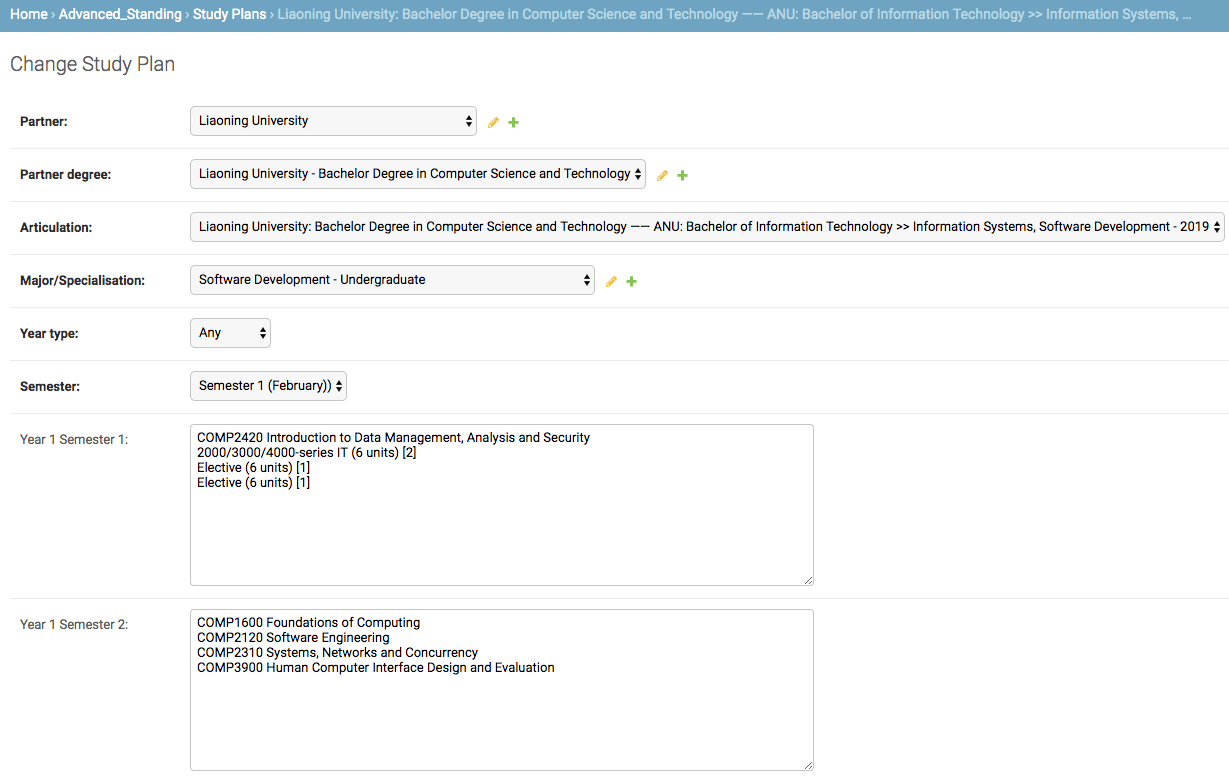 Home › Advanced_Standing › Study Plans › Liaoning University: Bachelor Degree in Computer Science and Technology —— ANU: Bachelor of Information Technology >> Information Systems, ...
Change Study Plan
Partner:
Liaoning University
Partner degree:
Liaoning University - Bachelor Degree in Computer Science and Technology
Articulation:
Liaoning University: Bachelor Degree in Computer Science and Technology —— ANU: Bachelor of Information Technology >> Information Systems, Software Development - 2019
Major/Specialisation:
Software Development - Undergraduate
Year type:
Any
Semester:
Semester 1 (February))
Year 1 Semester 1:
COMP2420 Introduction to Data Management, Analysis and Security
2000/3000/4000-series IT (6 units) [2]
Elective (6 units) [1]
Elective (6 units) [1]
Year 1 Semester 2:
COMP1600 Foundations of Computing
COMP2120 Software Engineering
COMP2310 Systems, Networks and Concurrency
COMP3900 Human Computer Interface Design and Evaluation